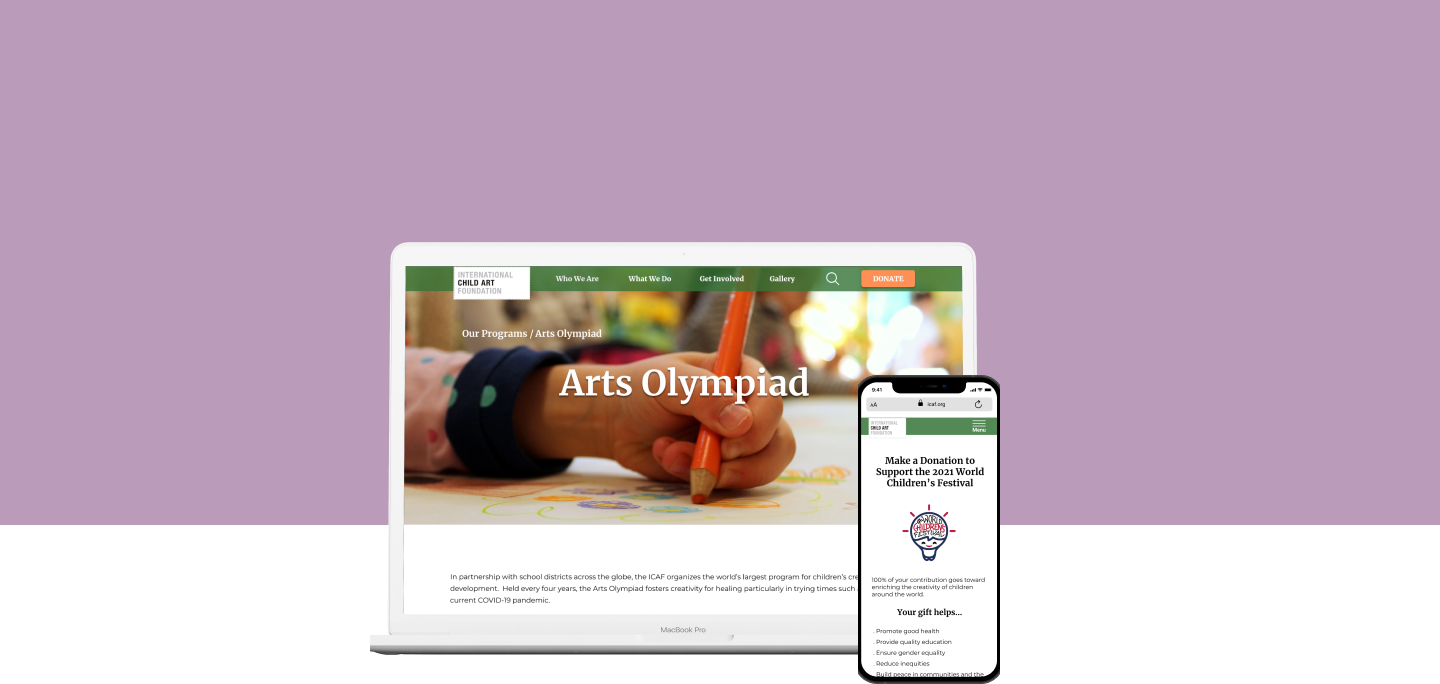 INTERNATIONAL
CHILD ART
FOUNDATION
Who We Are
What We Do
Get Involved
Gallery
DONATE
Our Programs / Arts Olympiad
Arts Olympiad
In partnership with school districts across the globe, the ICAF organizes the world's largest program for children's cre
development. Held every four years, the Arts Olympiad fosters creativity for healing particularly in trying times such
current COVID-19 pandemic.
MacBook Pro
9:41
AA
icaf.org
INTERNATIONAL
CHILD ART
FOUNDATION
Menu
Make a Donation to
Support the 2021 World
Children's Festival
WORLD
CHILDREN'S
FESTIVAL
100% of your contribution goes toward
enriching the creativity of children
around the world.
Your gift helps...
. Promote good health
. Provide quality education
. Ensure gender equality
. Reduce inequities
. Build peace in communities and the